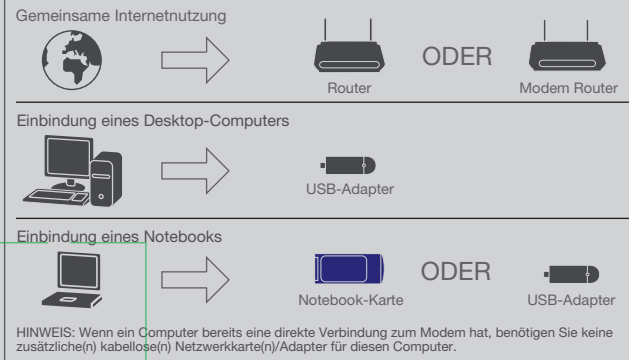 Gemeinsame Internetnutzung
ODER
Router
Modem Router
Einbindung eines Desktop-Computers
USB-Adapter
Einbindung eines Notebooks
ODER
Notebook-Karte
USB-Adapter
HINWEIS: Wenn ein Computer bereits eine direkte Verbindung zum Modem hat, benötigen Sie keine
zusätzliche(n) kabellose(n) Netzwerkkarte(n)/Adapter für diesen Computer.